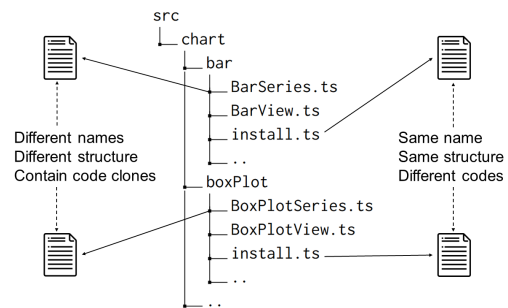 src
chart
bar
BarSeries.ts
BarView.ts
install.ts
..
boxPlot
BoxPlotSeries.ts
BoxPlotView.ts
install.ts
..
..
Different names
Different structure
Contain code clones
Same name
Same structure
Different codes